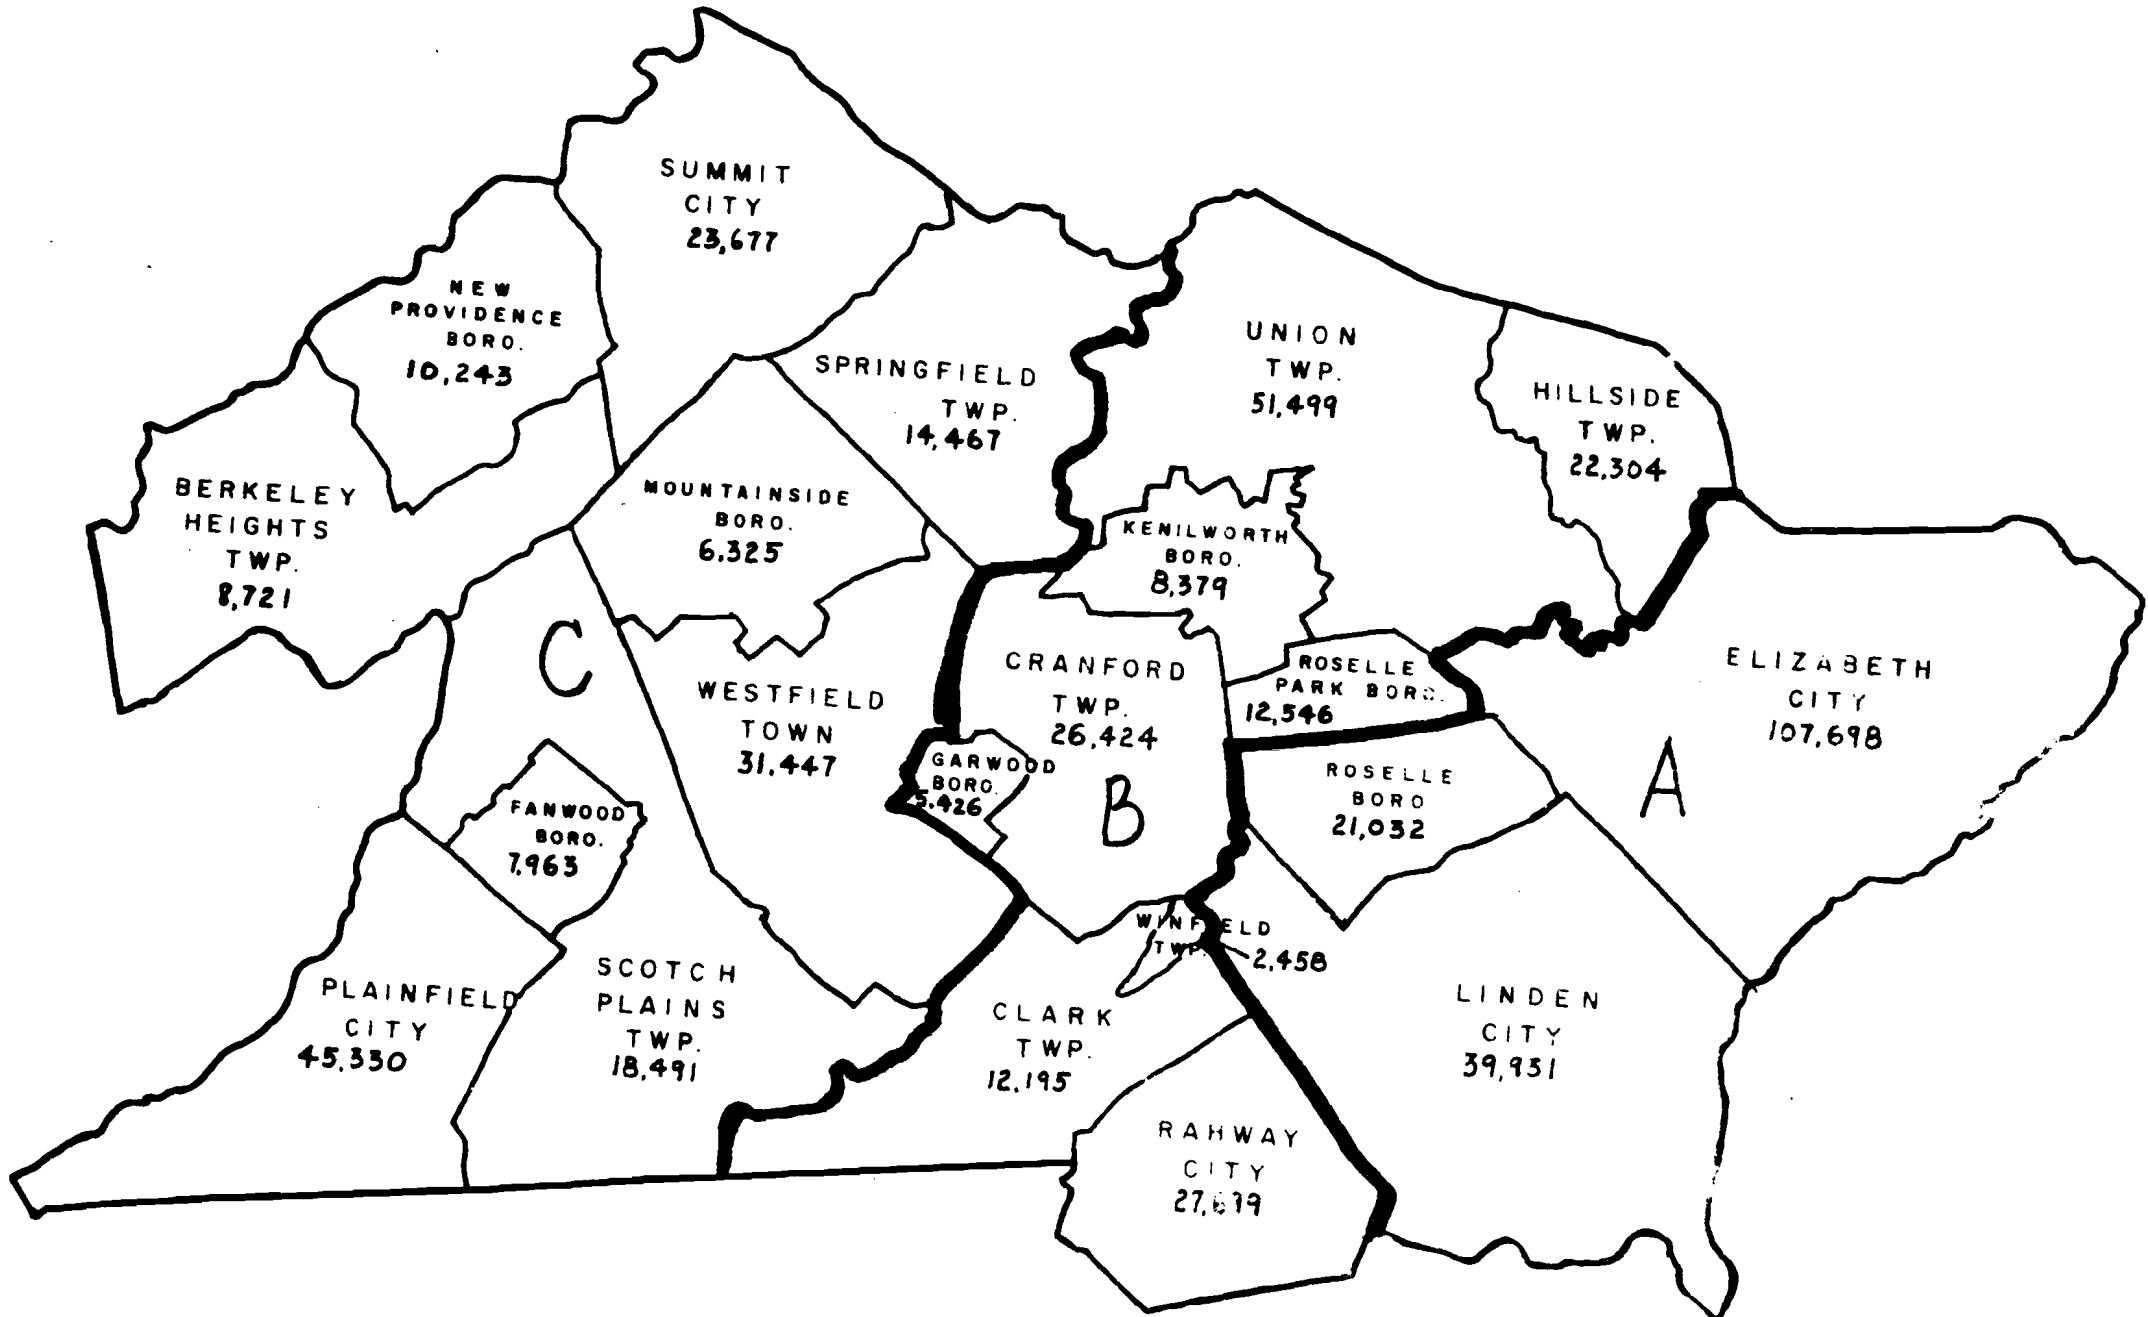 SUMMIT
CITY
23,677
NEW
PROVIDENCE
BORO.
10,243
UNION
TWP.
51,499
SPRINGFIELD
TWP.
14,467
HILLSIDE
TWP.
22,304
BERKELEY
HEIGHTS
TWP.
8,721
MOUNTAINSIDE
BORO.
6,325
KENILWORTH
BORO.
8,379
C
CRANFORD
TWP.
26,424
B
ROSELLE
PARK BORO.
12,546
ELIZABETH
CITY
107,698
A
WESTFIELD
TOWN
31,447
GARWOOD
BORO.
5,426
ROSELLE
BORO
21,032
FANWOOD
BORO.
7,963
WINFIELD
TWP.
2,458
PLAINFIELD
CITY
45,330
SCOTCH
PLAINS
TWP.
18,491
CLARK
TWP.
12,195
LINDEN
CITY
39,931
RAHWAY
CITY